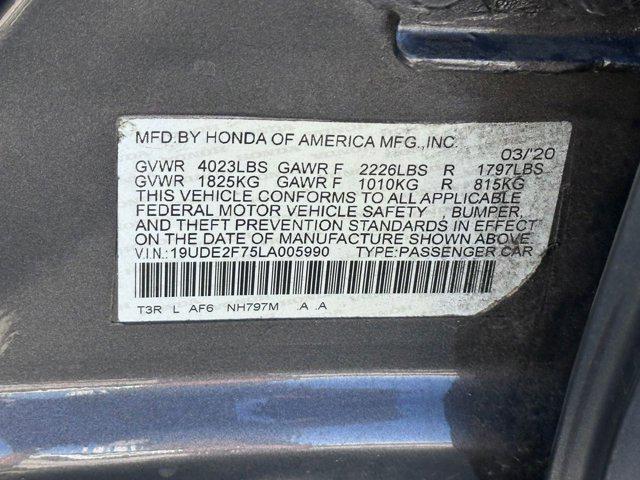 MFD.BY HONDA OF AMERICA MFG.,INC.
03/'20
GVWR 4023LBS GAWR F 2226LBS R 1797LBS
GVWR 1825KG GAWR F 1010KG R 815KG
THIS VEHICLE CONFORMS TO ALL APPLICABLE
FEDERAL MOTOR VEHICLE SAFETY , BUMPER,
AND THEFT PREVENTION STANDARDS IN EFFECT
ON THE DATE OF MANUFACTURE SHOWN ABOVE.
V.I.N.:19UDE2F75LA005990 TYPE:PASSENGER CAR
T3R L AF6 NH797M .A .A